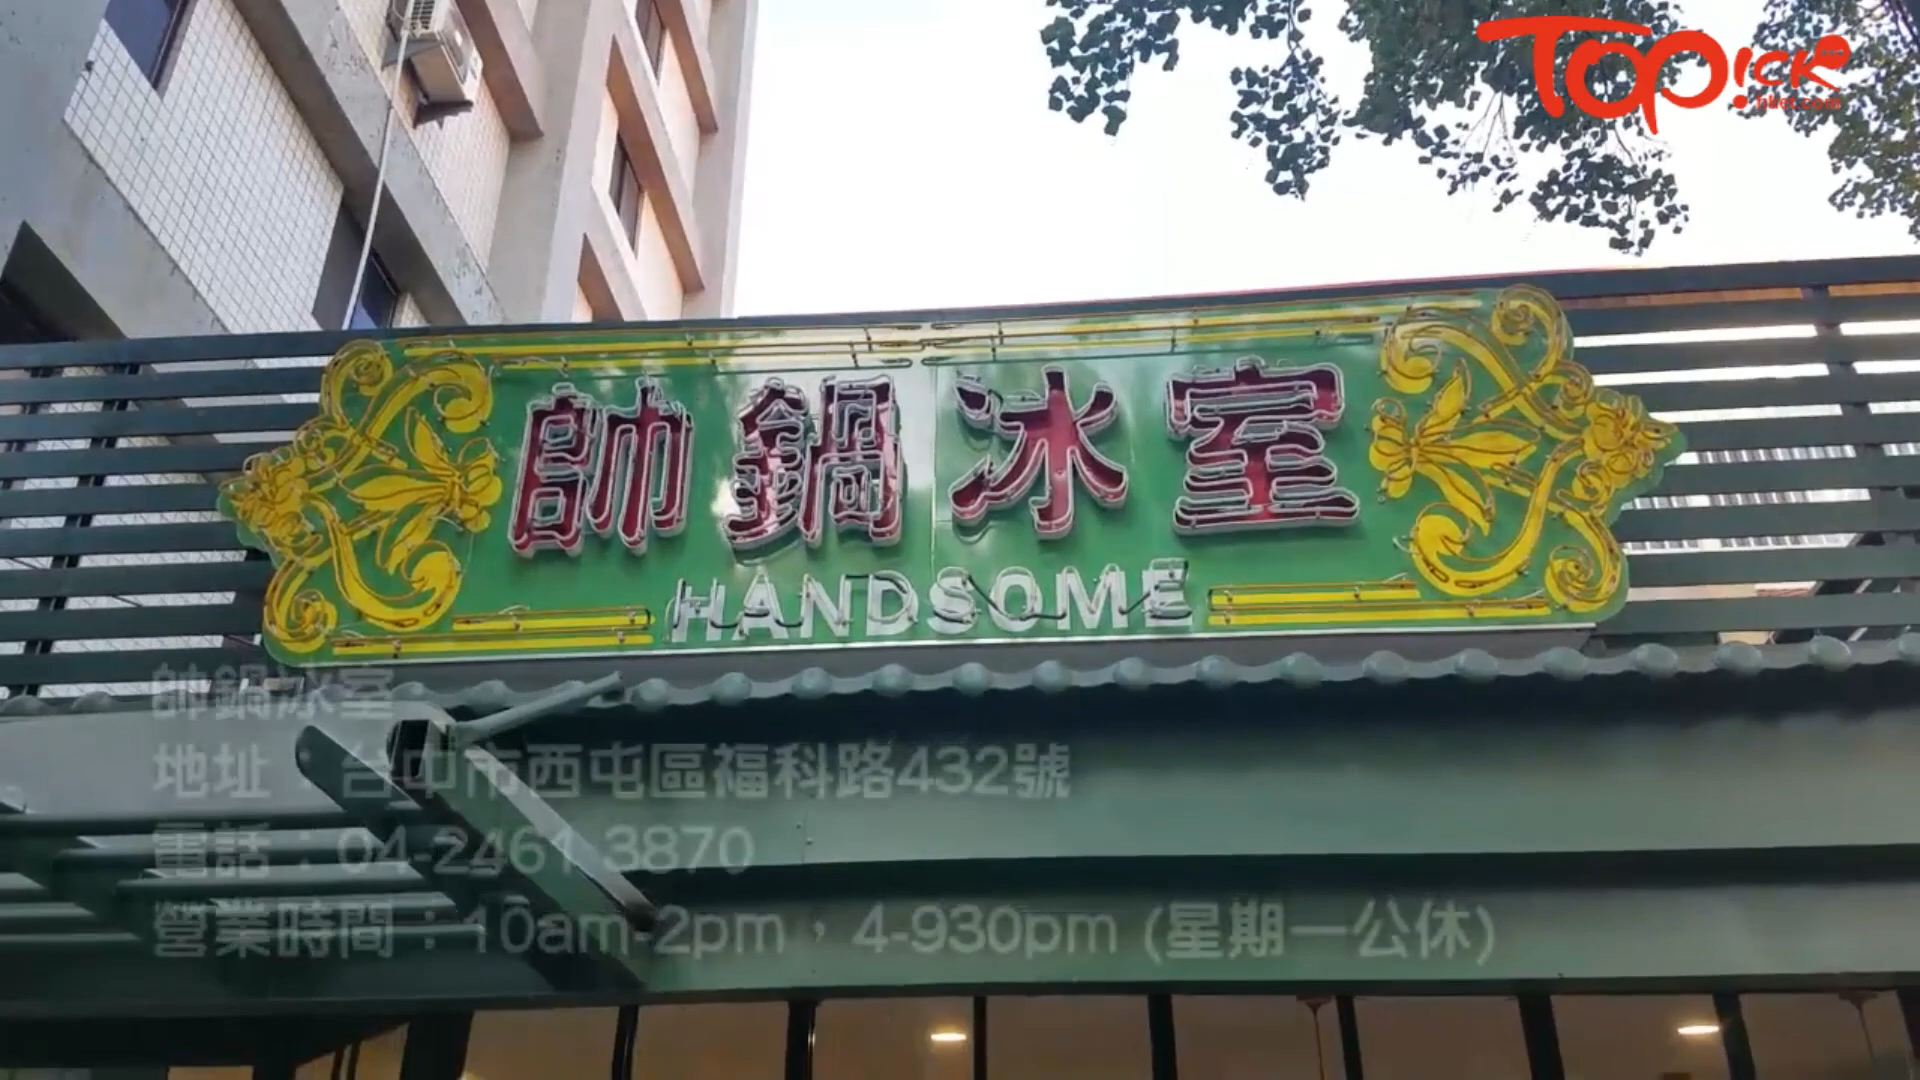 TOPick
hket.com
帥鍋冰室
HANDSOME
帥鍋冰室
地址：台中市西屯區福科路432號
電話：04-2461 3870
營業時間：10am-2pm，4-930pm (星期一公休)